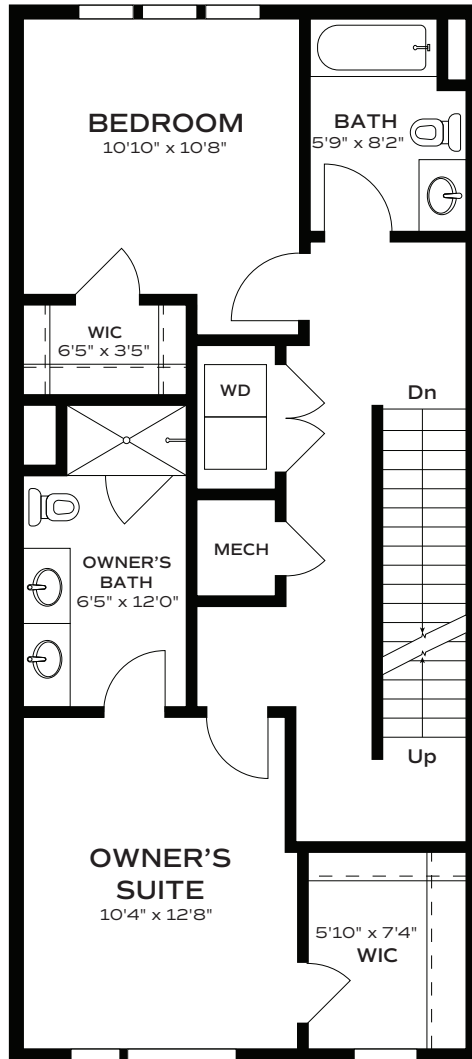 BEDROOM
10'10" x 10'8"
BATH
5'9" x 8'2"
WIC
6'5" x 3'5"
WD
Dn
MECH
OWNER'S
BATH
6'5" x 12'0"
Up
OWNER'S
SUITE
10'4" x 12'8"
5'10" x 7'4"
WIC